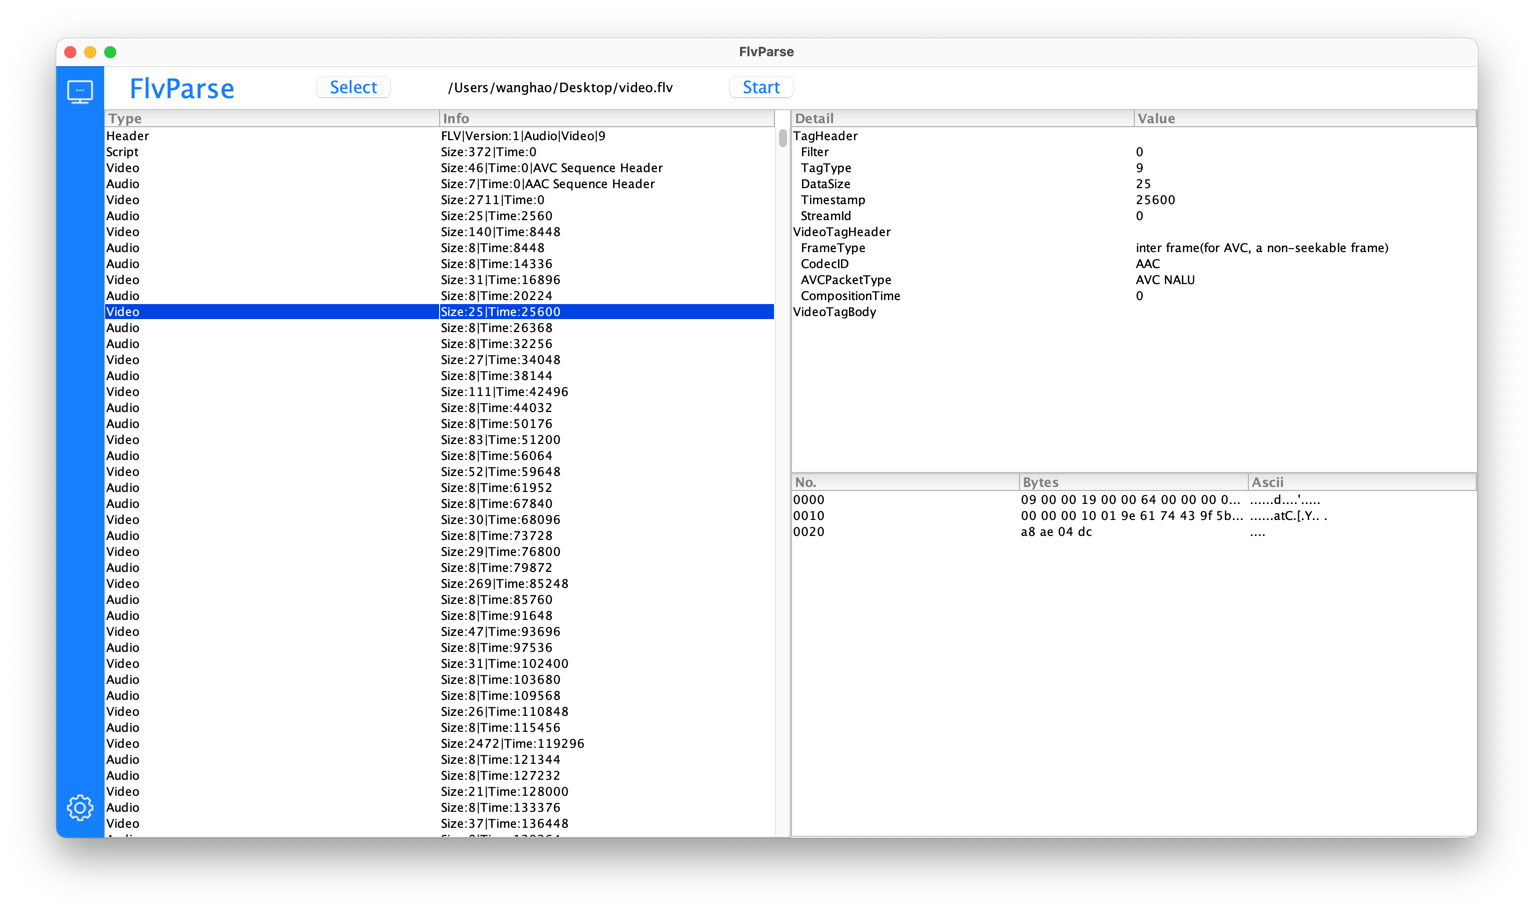 FlvParse
FlvParse Select /Users/wanghao/Desktop/video.flv Start
Type Info
Header FLV|Version:1|Audio|Video|9
Script Size:372|Time:0
Video Size:46|Time:0|AVC Sequence Header
Audio Size:7|Time:0|AAC Sequence Header
Video Size:2711|Time:0
Audio Size:25|Time:2560
Video Size:140|Time:8448
Audio Size:8|Time:8448
Audio Size:8|Time:14336
Video Size:31|Time:16896
Audio Size:8|Time:20224
Video Size:25|Time:25600
Audio Size:8|Time:26368
Audio Size:8|Time:32256
Video Size:27|Time:34048
Audio Size:8|Time:38144
Video Size:111|Time:42496
Audio Size:8|Time:44032
Audio Size:8|Time:50176
Video Size:83|Time:51200
Audio Size:8|Time:56064
Video Size:52|Time:59648
Audio Size:8|Time:61952
Audio Size:8|Time:67840
Video Size:30|Time:68096
Audio Size:8|Time:73728
Video Size:29|Time:76800
Audio Size:8|Time:79872
Video Size:269|Time:85248
Audio Size:8|Time:85760
Audio Size:8|Time:91648
Video Size:47|Time:93696
Audio Size:8|Time:97536
Video Size:31|Time:102400
Audio Size:8|Time:103680
Audio Size:8|Time:109568
Video Size:26|Time:110848
Audio Size:8|Time:115456
Video Size:2472|Time:119296
Audio Size:8|Time:121344
Audio Size:8|Time:127232
Video Size:21|Time:128000
Audio Size:8|Time:133376
Video Size:37|Time:136448
Detail Value
TagHeader
Filter 0
TagType 9
DataSize 25
Timestamp 25600
StreamId 0
VideoTagHeader
FrameType inter frame(for AVC, a non-seekable frame)
CodecID AAC
AVCPacketType AVC NALU
CompositionTime 0
VideoTagBody
No. Bytes Ascii
0000 09 00 00 19 00 00 64 00 00 00 0... ......d....'.....
0010 00 00 00 10 01 9e 61 74 43 9f 5b... ......atC.[.Y.. .
0020 a8 ae 04 dc ....